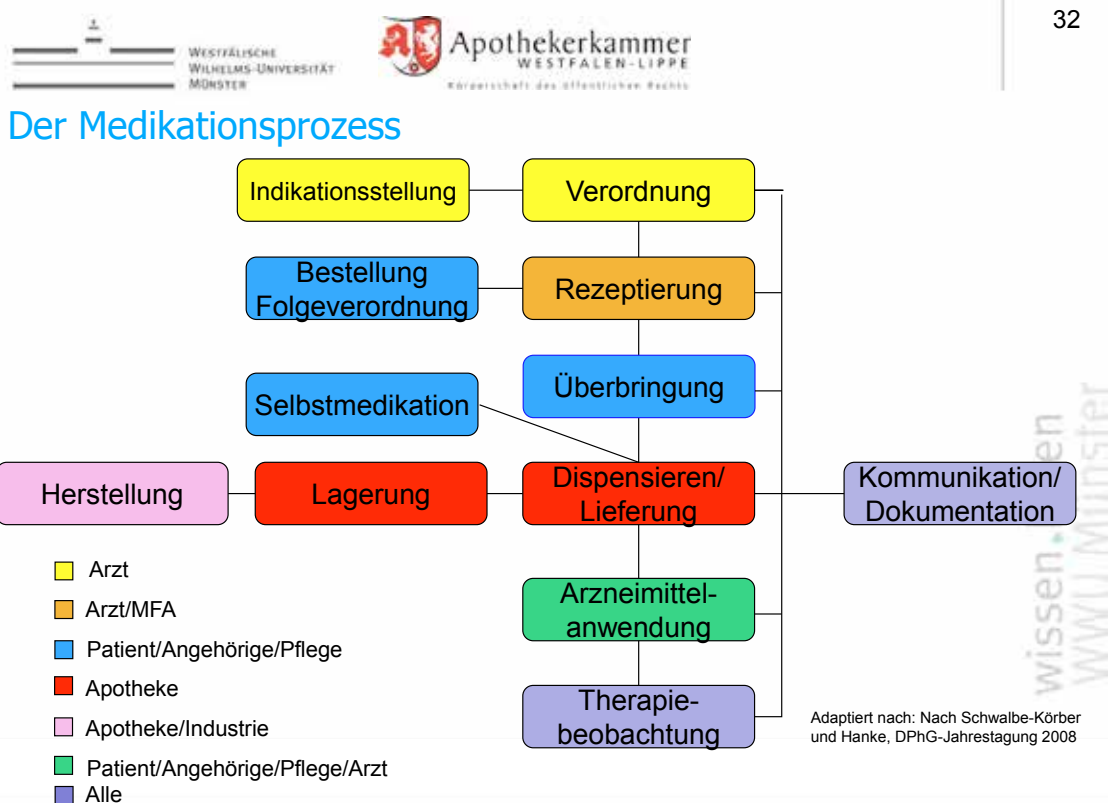 32
WESTFÄLISCHE
WILHELMS-UNIVERSITÄT
MÜNSTER
Apothekerkammer
WESTFALEN-LIPPE
Körperschaft des öffentlichen Rechts
Der Medikationsprozess
Indikationsstellung
Verordnung
Bestellung
Folgeverordnung
Rezeptierung
Selbstmedikation
Überbringung
Herstellung
Lagerung
Dispensieren/
Lieferung
Kommunikation/
Dokumentation
Arzneimittel-
anwendung
Therapie-
beobachtung
Arzt
Arzt/MFA
Patient/Angehörige/Pflege
Apotheke
Apotheke/Industrie
Patient/Angehörige/Pflege/Arzt
Alle
Adaptiert nach: Nach Schwalbe-Körber
und Hanke, DPhG-Jahrestagung 2008
wissen
WWU Münster